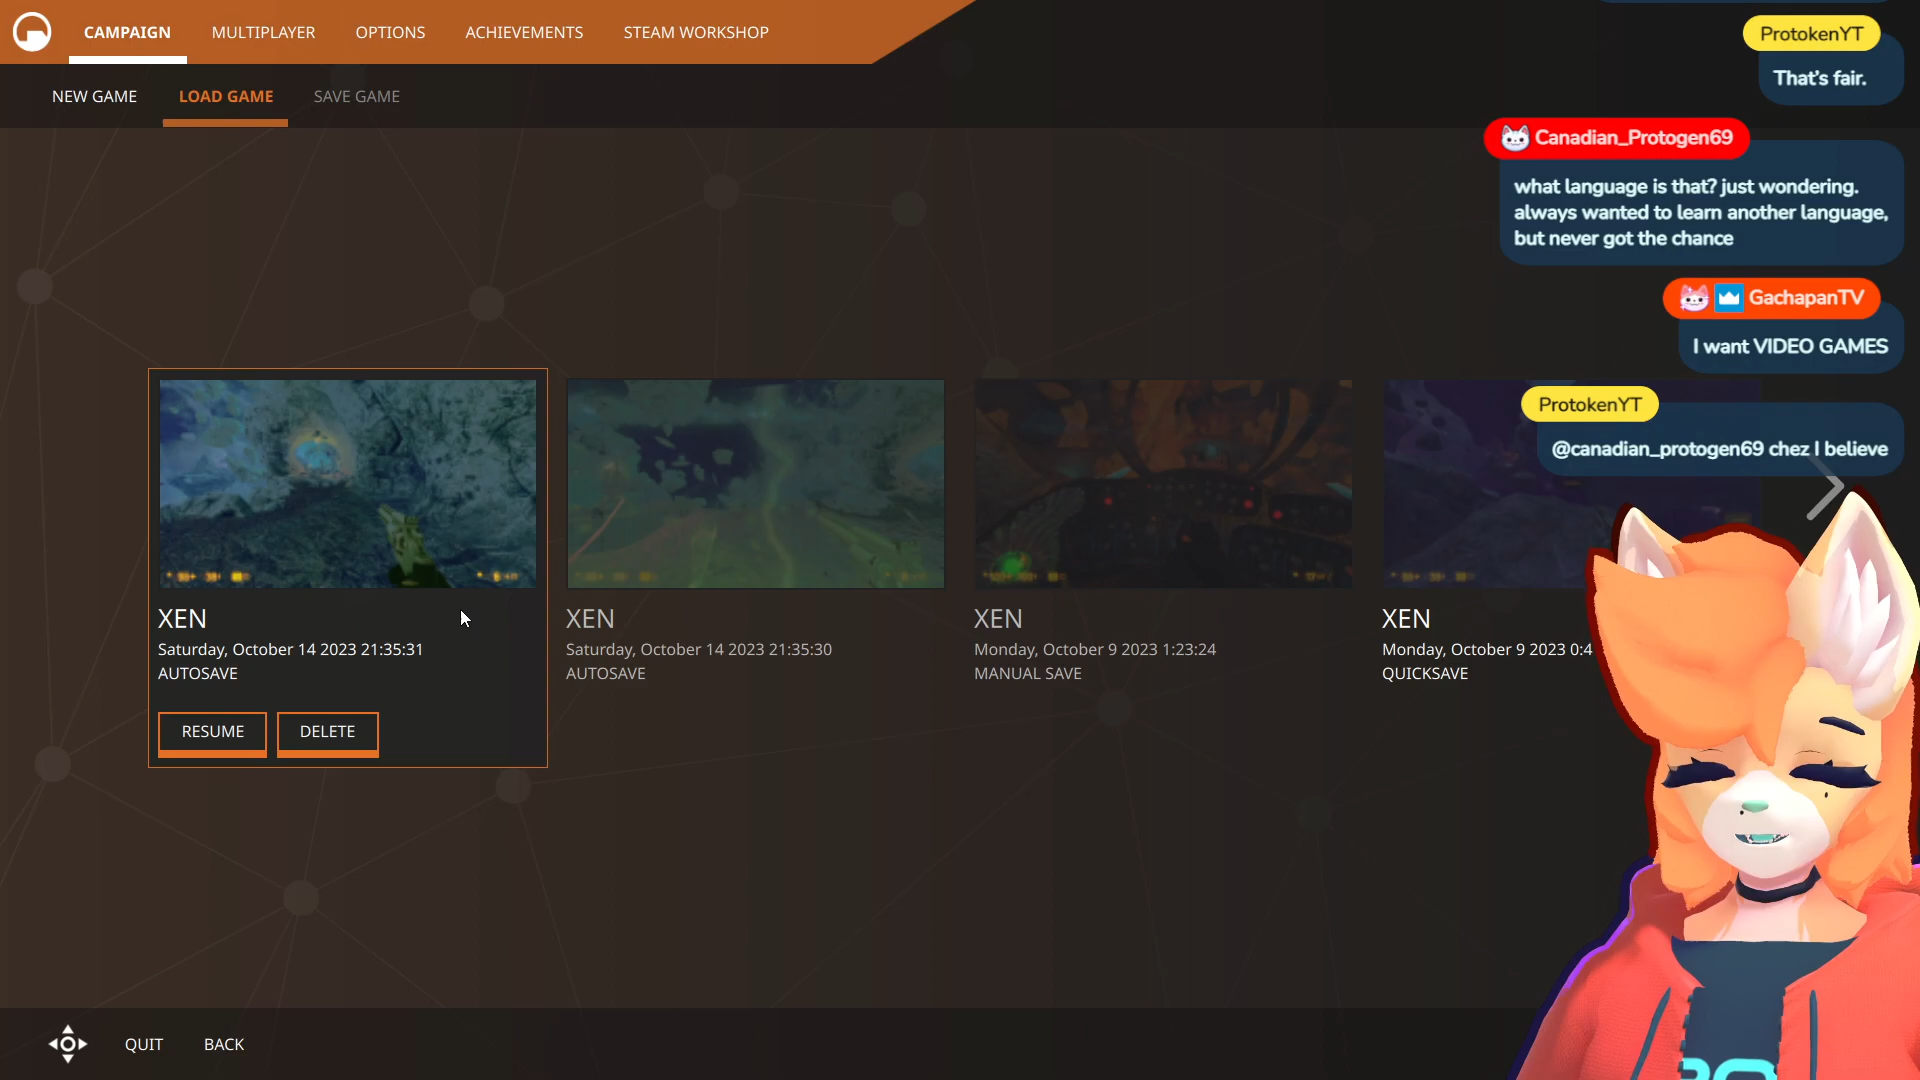 CAMPAIGN MULTIPLAYER OPTIONS ACHIEVEMENTS STEAM WORKSHOP
NEW GAME LOAD GAME SAVE GAME
ProtokenYT
That's fair.
Canadian_Protogen69
what language is that? just wondering.
always wanted to learn another language,
but never got the chance
GachapanTV
I want VIDEO GAMES
ProtokenYT
@canadian_protogen69 chez I believe
XEN
Saturday, October 14 2023 21:35:31
AUTOSAVE
RESUME DELETE
XEN
Saturday, October 14 2023 21:35:30
AUTOSAVE
XEN
Monday, October 9 2023 1:23:24
MANUAL SAVE
XEN
Monday, October 9 2023 0:4
QUICKSAVE
QUIT BACK